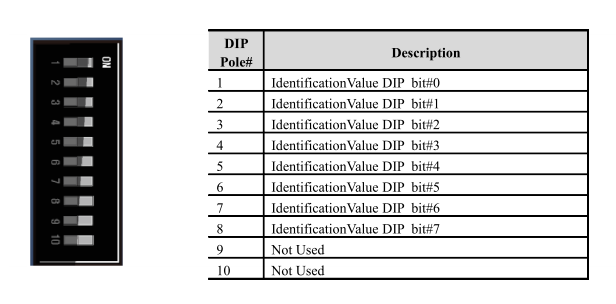 ON
1
2
3
4
5
6
7
8
9
10
DIP Pole# Description
1 IdentificationValue DIP bit#0
2 IdentificationValue DIP bit#1
3 IdentificationValue DIP bit#2
4 IdentificationValue DIP bit#3
5 IdentificationValue DIP bit#4
6 IdentificationValue DIP bit#5
7 IdentificationValue DIP bit#6
8 IdentificationValue DIP bit#7
9 Not Used
10 Not Used